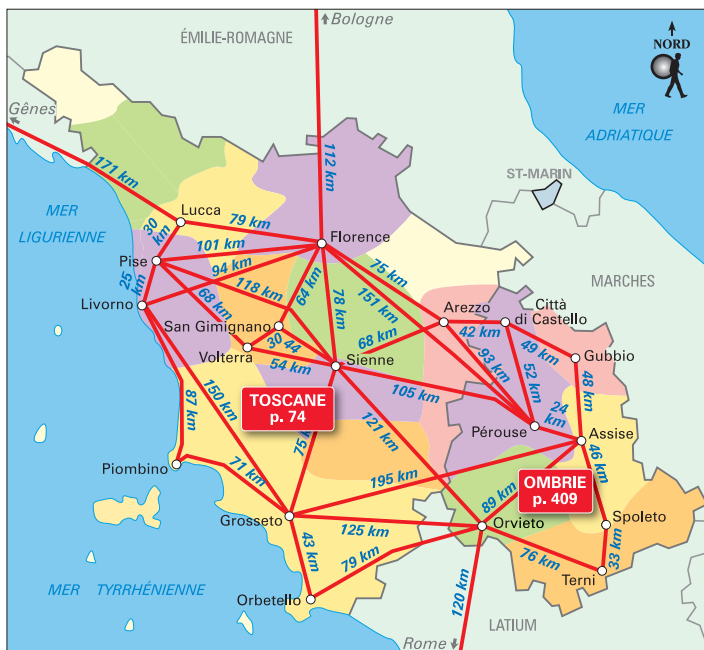 Bologne
ÉMILIE-ROMAGNE
NORD
Gênes
MER
ADRIATIQUE
171 km
112 km
ST-MARIN
MER
LIGURIENNE
Lucca
30
km
79 km
Florence
MARCHES
Pise
101 km
94 km
75 km
25
km
118 km
64 km
78 km
151 km
Livorno
68 km
San Gimignano
Arezzo
Città
di Castello
42 km
49 km
30
44
68 km
Volterra
54 km
Sienne
93 km
52 km
Gubbio
48 km
87 km
150 km
TOSCANE
p. 74
75
105 km
24
km
121 km
Pérouse
Assise
46 km
Piombino
71 km
195 km
89 km
OMBRIE
p. 409
Grosseto
125 km
Orvieto
Spoleto
43 km
79 km
76 km
33 km
Terni
MER TYRRHÉNIENNE
Orbetello
120 km
LATIUM
Rome